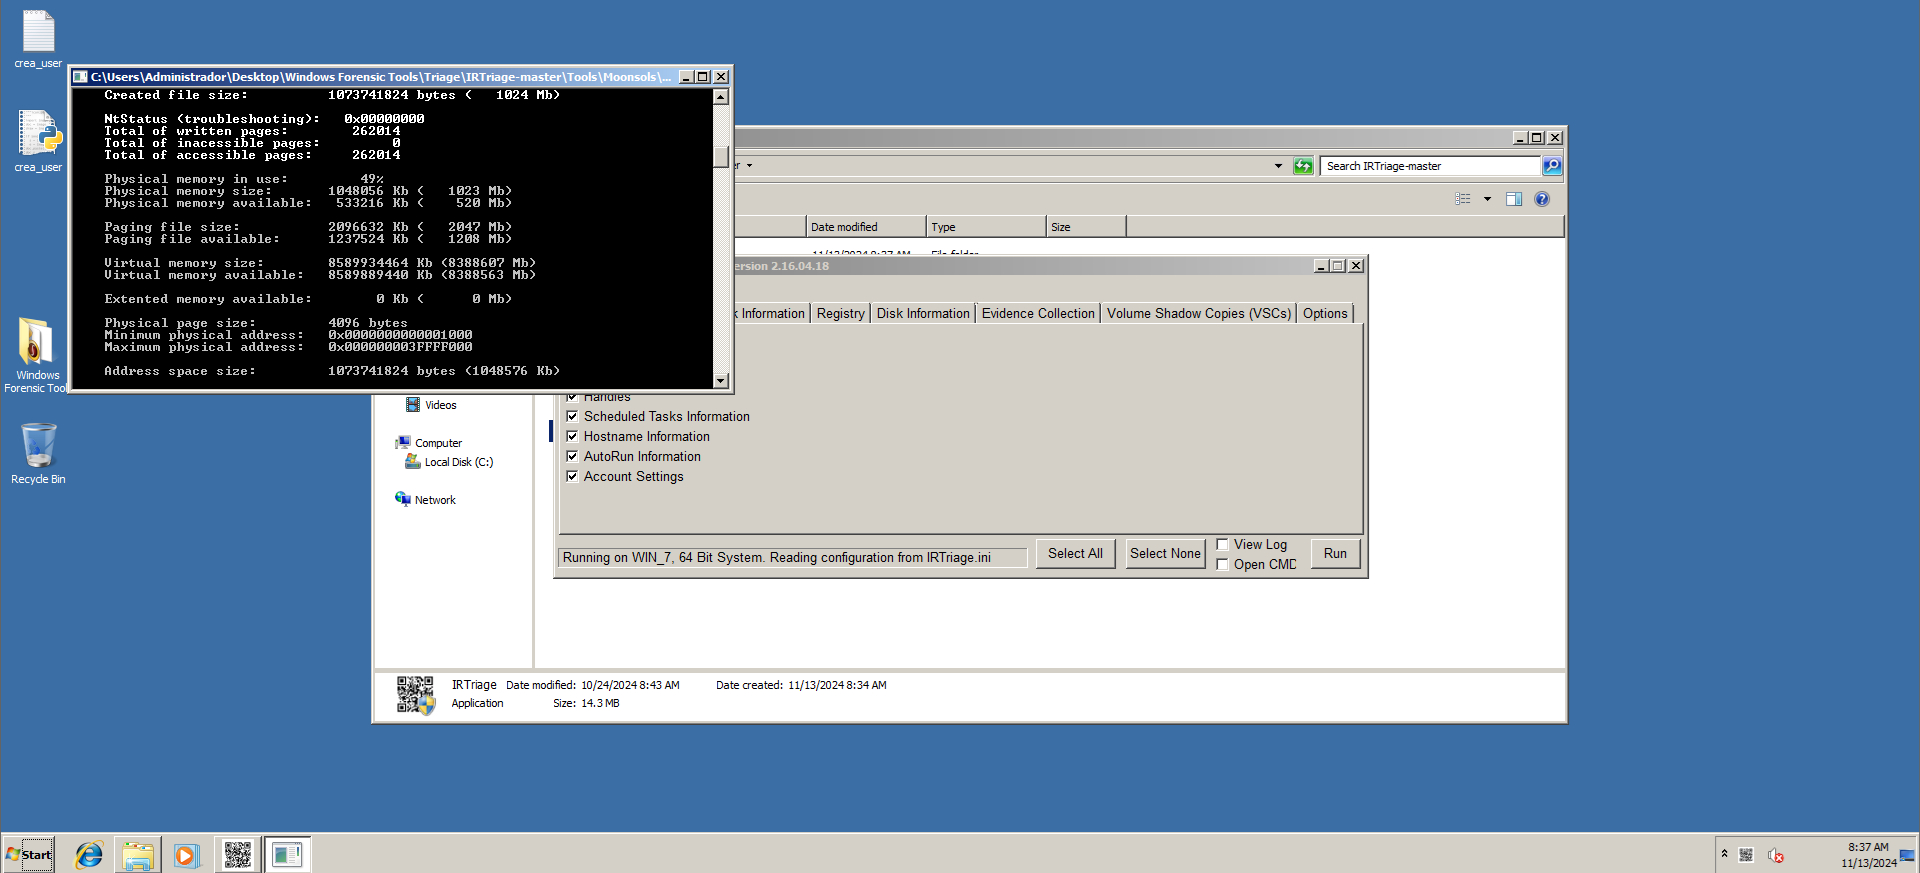 crea_user
crea_user
Windows
Forensic Tool
Recycle Bin
C:\Users\Administrador\Desktop\Windows Forensic Tools\Triage\IRTriage-master\Tools\Moonsols\...
Created file size: 1073741824 bytes ( 1024 Mb)
NtStatus (troubleshooting): 0x00000000
Total of written pages: 262014
Total of inacessible pages: 0
Total of accessible pages: 262014
Physical memory in use: 49%
Physical memory size: 1048056 Kb ( 1023 Mb)
Physical memory available: 533216 Kb ( 520 Mb)
Paging file size: 2096632 Kb ( 2047 Mb)
Paging file available: 1237524 Kb ( 1208 Mb)
Virtual memory size: 8589934464 Kb (8388607 Mb)
Virtual memory available: 8589889440 Kb (8388563 Mb)
Extented memory available: 0 Kb ( 0 Mb)
Physical page size: 4096 bytes
Minimum physical address: 0x0000000000001000
Maximum physical address: 0x000000003FFFF000
Address space size: 1073741824 bytes (1048576 Kb)
Search IRTriage-master
Date modified Type Size
11/13/2024 8:37 AM File folder
ersion 2.16.04.18
k Information Registry Disk Information Evidence Collection Volume Shadow Copies (VSCs) Options
Handles
Scheduled Tasks Information
Hostname Information
AutoRun Information
Account Settings
Running on WIN_7, 64 Bit System. Reading configuration from IRTriage.ini
Select All
Select None
View Log
Open CMD
Run
Videos
Computer
Local Disk (C:)
Network
IRTriage Date modified: 10/24/2024 8:43 AM Date created: 11/13/2024 8:34 AM
Application Size: 14.3 MB
Start
8:37 AM
11/13/2024